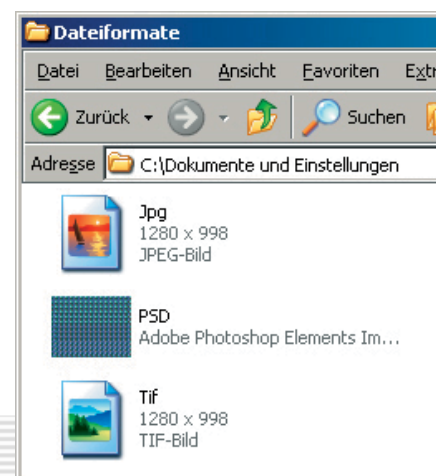 Dateiformate
Datei Bearbeiten Ansicht Favoriten Extr
Zurück Suchen
Adresse C:\Dokumente und Einstellungen
Jpg
1280 x 998
JPEG-Bild
PSD
Adobe Photoshop Elements Im...
Tif
1280 x 998
TIF-Bild